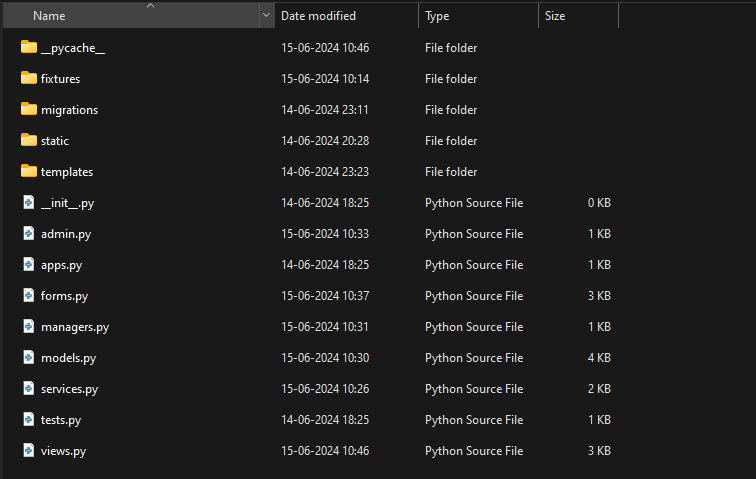 Name Date modified Type Size
__pycache__ 15-06-2024 10:46 File folder
fixtures 15-06-2024 10:14 File folder
migrations 14-06-2024 23:11 File folder
static 14-06-2024 20:28 File folder
templates 14-06-2024 23:23 File folder
__init__.py 14-06-2024 18:25 Python Source File 0 KB
admin.py 15-06-2024 10:33 Python Source File 1 KB
apps.py 14-06-2024 18:25 Python Source File 1 KB
forms.py 15-06-2024 10:37 Python Source File 3 KB
managers.py 15-06-2024 10:31 Python Source File 1 KB
models.py 15-06-2024 10:30 Python Source File 4 KB
services.py 15-06-2024 10:26 Python Source File 2 KB
tests.py 14-06-2024 18:25 Python Source File 1 KB
views.py 15-06-2024 10:46 Python Source File 3 KB